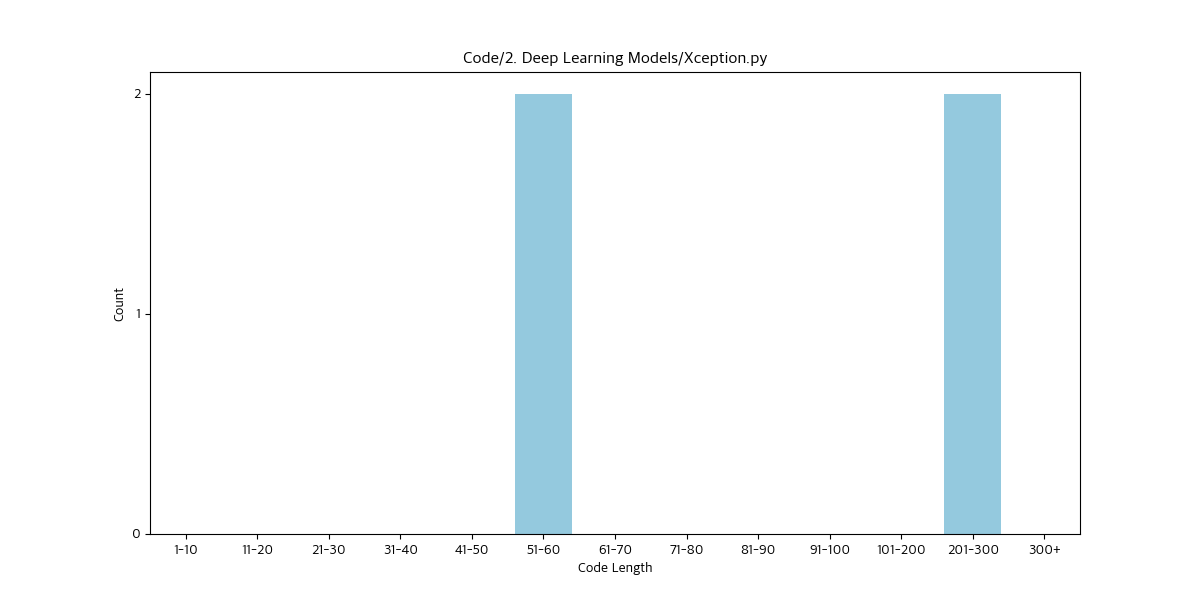 Code/2. Deep Learning Models/Xception.py
Count
2
1
0
1-10 11-20 21-30 31-40 41-50 51-60 61-70 71-80 81-90 91-100 101-200 201-300 300+
Code Length